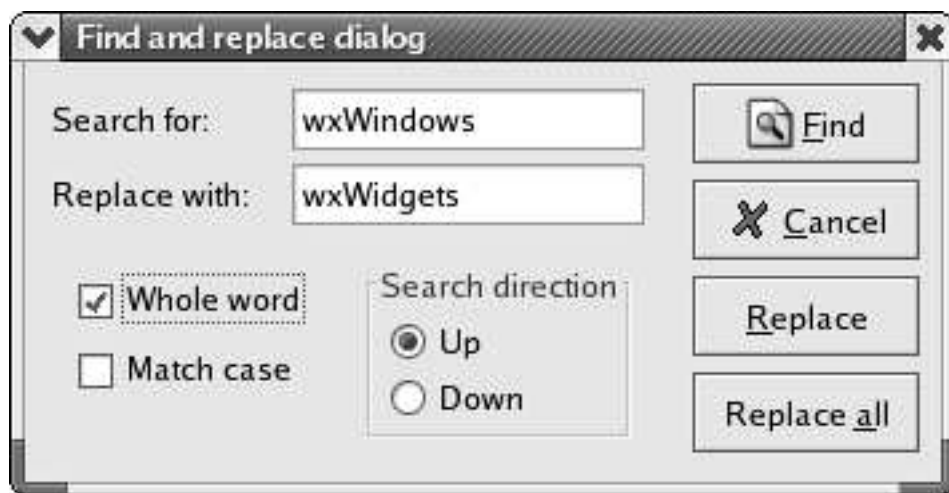 Find and replace dialog
Search for: wxWindows
Replace with: wxWidgets
Whole word
Match case
Search direction
Up
Down
Find
Cancel
Replace
Replace all